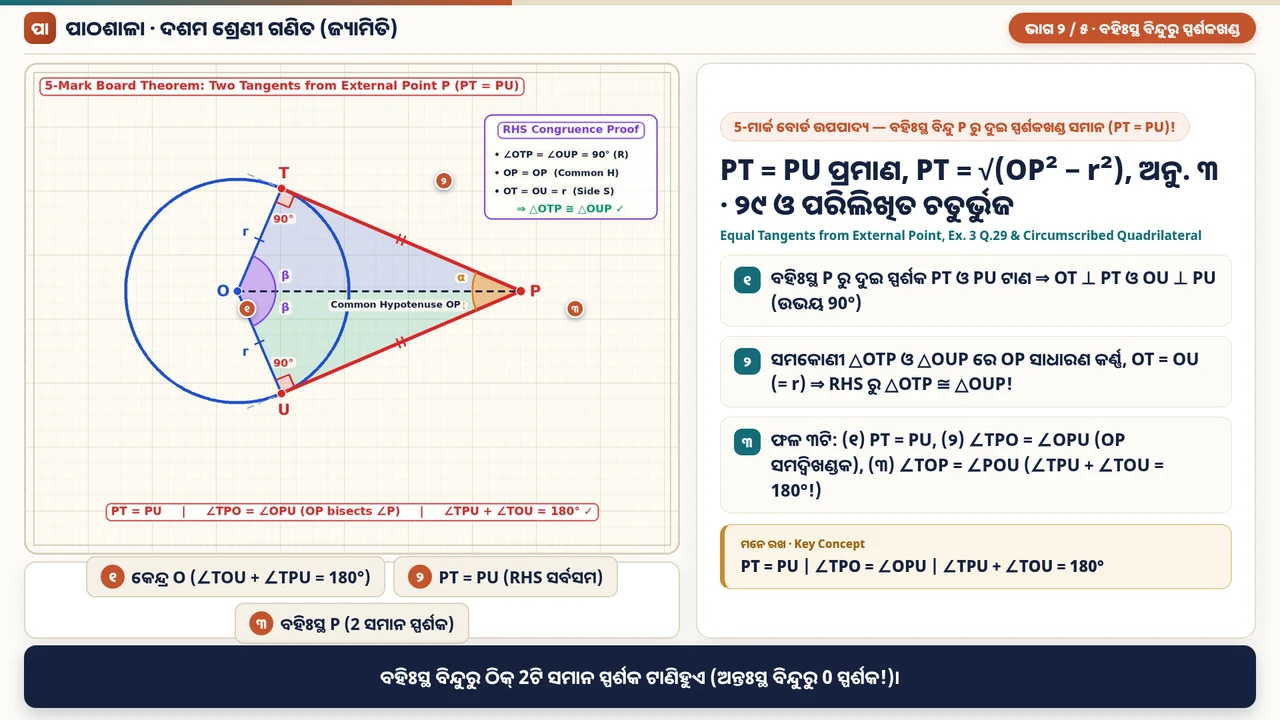 ପା ପାଠଶାଳା · ଦଶମ ଶ୍ରେଣୀ ଗଣିତ (ଜ୍ୟାମିତି)
ଭାଗ ୨ / ୫ · ବହିଃସ୍ଥ ବିନ୍ଦୁରୁ ସ୍ପର୍ଶକଖଣ୍ଡ
5-Mark Board Theorem: Two Tangents from External Point P (PT = PU)
RHS Congruence Proof
• ∠OTP = ∠OUP = 90° (R)
• OP = OP (Common H)
• OT = OU = r (Side S)
⇒ △OTP ≅ △OUP ✓
୨
T
90°
r
β
α
O
P
Common Hypotenuse OP
୧
β
୩
r
90°
U
PT = PU | ∠TPO = ∠OPU (OP bisects ∠P) | ∠TPU + ∠TOU = 180° ✓
୧ କେନ୍ଦ୍ର O (∠TOU + ∠TPU = 180°)
୨ PT = PU (RHS ସର୍ବସମ)
୩ ବହିଃସ୍ଥ P (2 ସମାନ ସ୍ପର୍ଶକ)
5-ମାର୍କ ବୋର୍ଡ ଉପପାଦ୍ୟ — ବହିଃସ୍ଥ ବିନ୍ଦୁ P ରୁ ଦୁଇ ସ୍ପର୍ଶକଖଣ୍ଡ ସମାନ (PT = PU)!
PT = PU ପ୍ରମାଣ, PT = √(OP² − r²), ଅନୁ. ୩
· ୨୯ ଓ ପରିଲିଖିତ ଚତୁର୍ଭୁଜ
Equal Tangents from External Point, Ex. 3 Q.29 & Circumscribed Quadrilateral
୧ ବହିଃସ୍ଥ P ରୁ ଦୁଇ ସ୍ପର୍ଶକ PT ଓ PU ଟାଣ ⇒ OT ⊥ PT ଓ OU ⊥ PU
(ଉଭୟ 90°)
୨ ସମକୋଣୀ △OTP ଓ △OUP ରେ OP ସାଧାରଣ କର୍ଣ୍ଣ, OT = OU
(= r) ⇒ RHS ରୁ △OTP ≅ △OUP!
୩ ଫଳ ୩ଟି: (୧) PT = PU, (୨) ∠TPO = ∠OPU (OP
ସମଦ୍ୱିଖଣ୍ଡକ), (୩) ∠TOP = ∠POU (∠TPU + ∠TOU =
180°!)
ମନେ ରଖ · Key Concept
PT = PU | ∠TPO = ∠OPU | ∠TPU + ∠TOU = 180°
ବହିଃସ୍ଥ ବିନ୍ଦୁରୁ ଠିକ୍ 2ଟି ସମାନ ସ୍ପର୍ଶକ ଟାଣିହୁଏ (ଅନ୍ତଃସ୍ଥ ବିନ୍ଦୁରୁ 0 ସ୍ପର୍ଶକ!)।